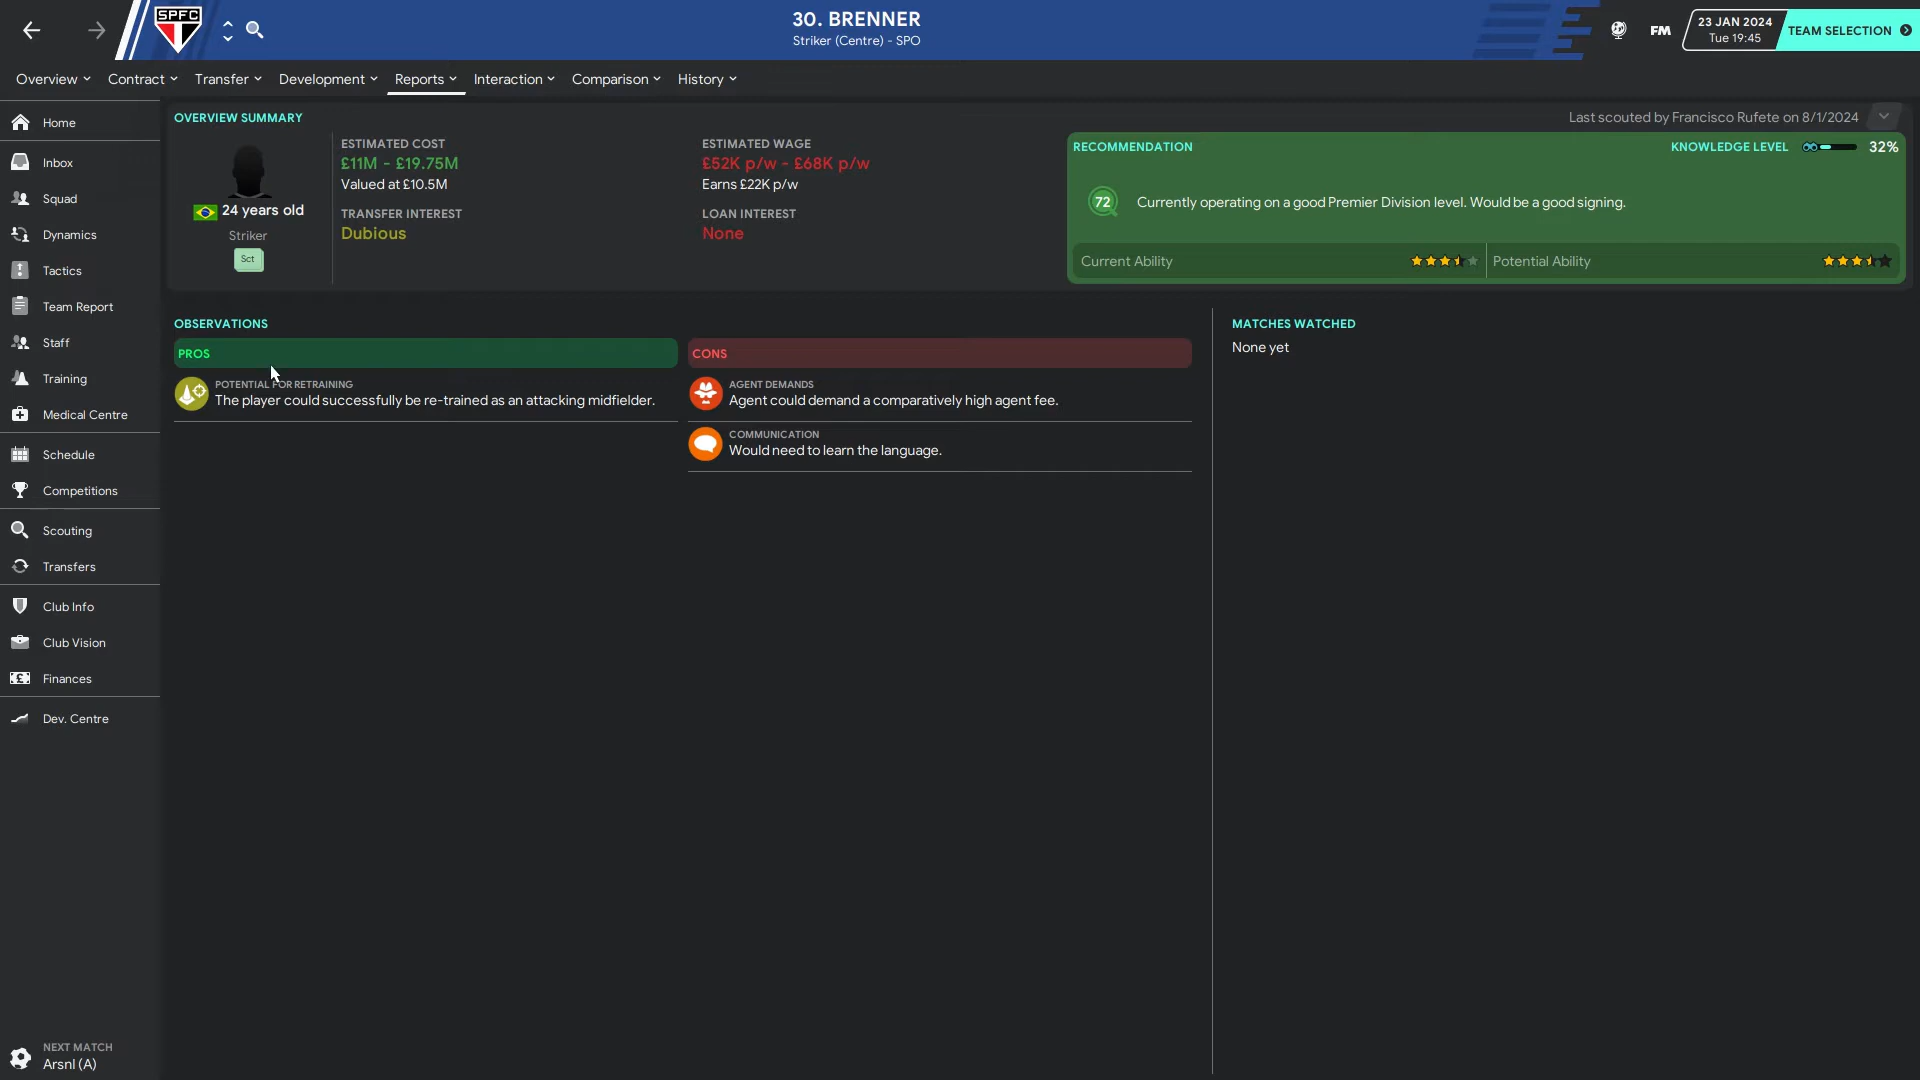 SPFC
30. BRENNER
Striker (Centre) - SPO
FM
22 JAN 2024
Tue 19:45
TEAM SELECTION
Overview
Contract
Transfer
Development
Reports
Interaction
Comparison
History
Home
Inbox
Squad
Dynamics
Tactics
Team Report
Staff
Training
Medical Centre
Schedule
Competitions
Scouting
Transfers
Club Info
Club Vision
Finances
Dev. Centre
NEXT MATCH
Arsnl (A)
OVERVIEW SUMMARY
Last scouted by Francisco Rufete on 8/1/2024
24 years old
Striker
Sct
ESTIMATED COST
£11M - £19.75M
Valued at £10.5M
TRANSFER INTEREST
Dubious
ESTIMATED WAGE
£52K p/w - £68K p/w
Earns £22K p/w
LOAN INTEREST
None
RECOMMENDATION
KNOWLEDGE LEVEL
32%
72
Currently operating on a good Premier Division level. Would be a good signing.
Current Ability
Potential Ability
OBSERVATIONS
PROS
POTENTIAL FOR RETRAINING
The player could successfully be re-trained as an attacking midfielder.
CONS
AGENT DEMANDS
Agent could demand a comparatively high agent fee.
COMMUNICATION
Would need to learn the language.
MATCHES WATCHED
None yet